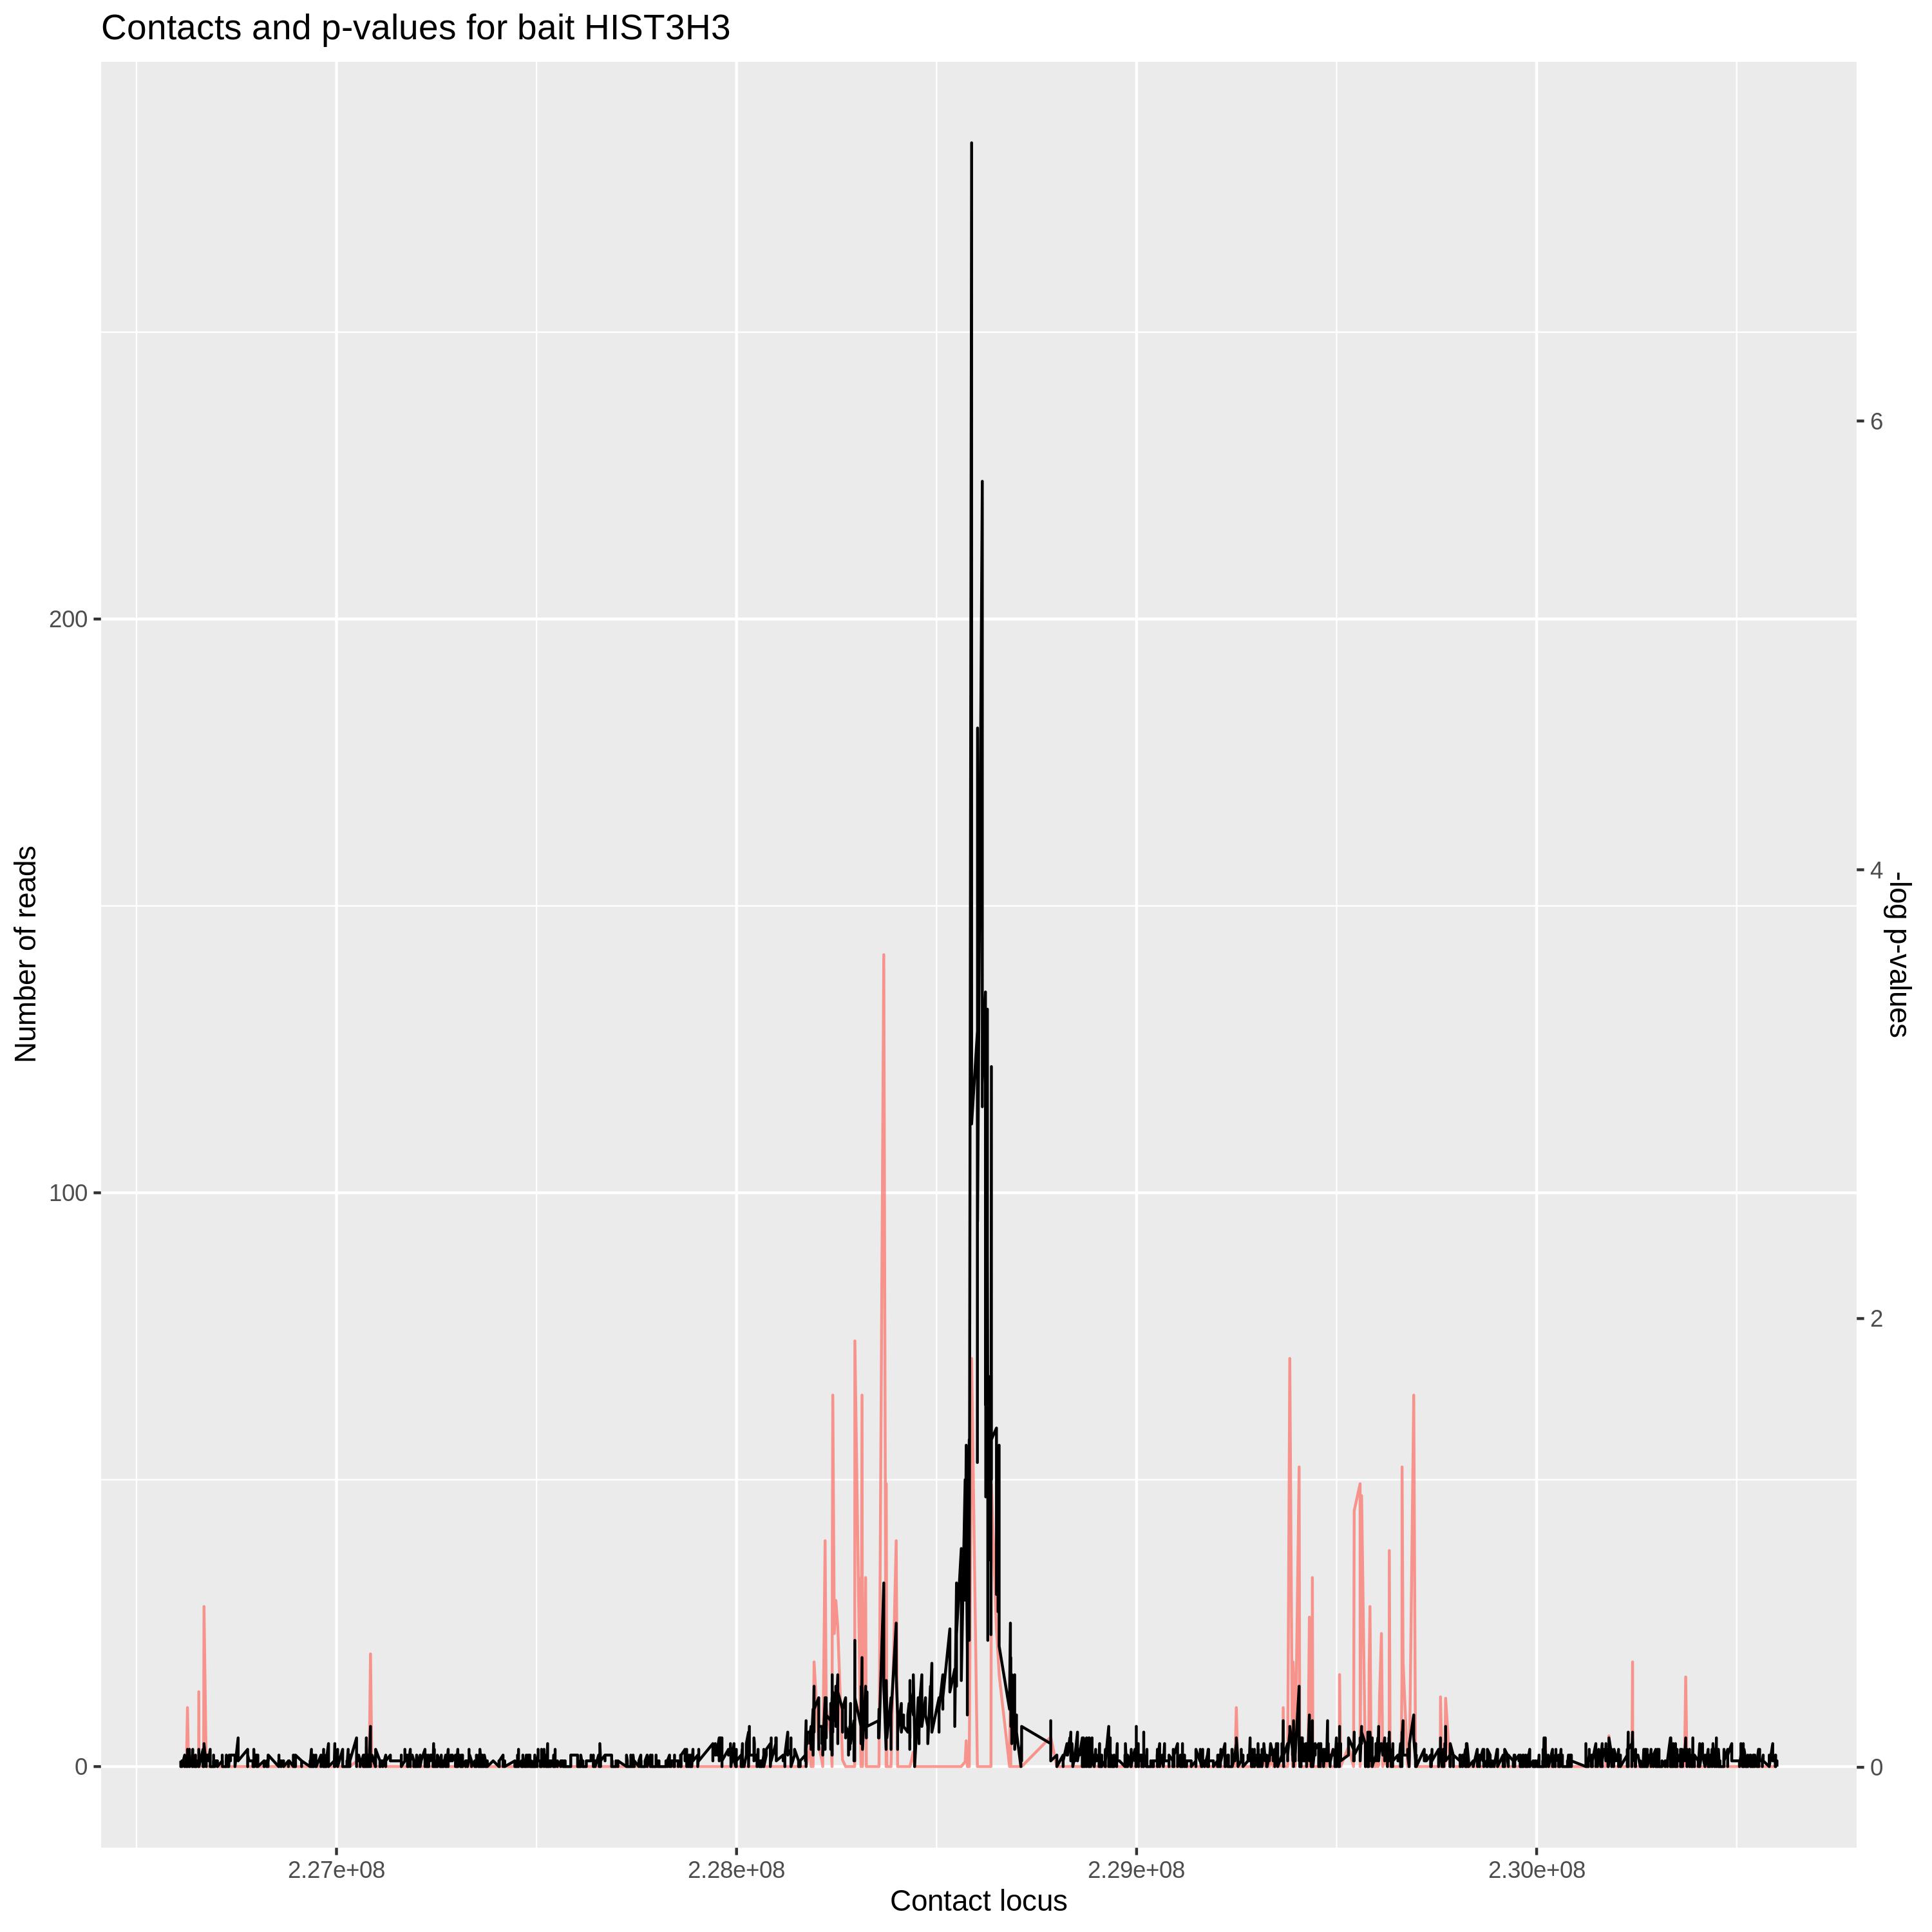 Contacts and p-values for bait HIST3H3
Number of reads
200
100
0
6
4
2
0
-log p-values
2.27e+08
2.28e+08
2.29e+08
2.30e+08
Contact locus